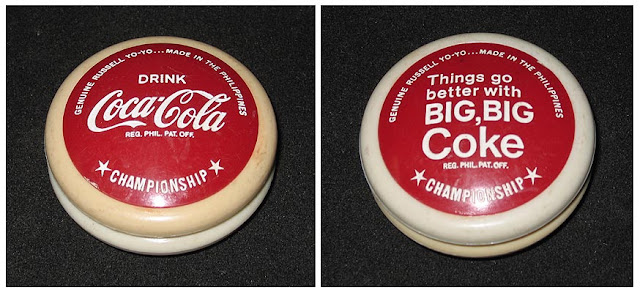 GENUINE RUSSELL YO-YO...MADE IN THE PHILIPPINES
DRINK
Coca-Cola
REG. PHIL. PAT. OFF.
CHAMPIONSHIP
GENUINE RUSSELL YO-YO...MADE IN THE PHILIPPINES
Things go
better with
BIG, BIG
Coke
REG. PHIL. PAT. OFF.
CHAMPIONSHIP